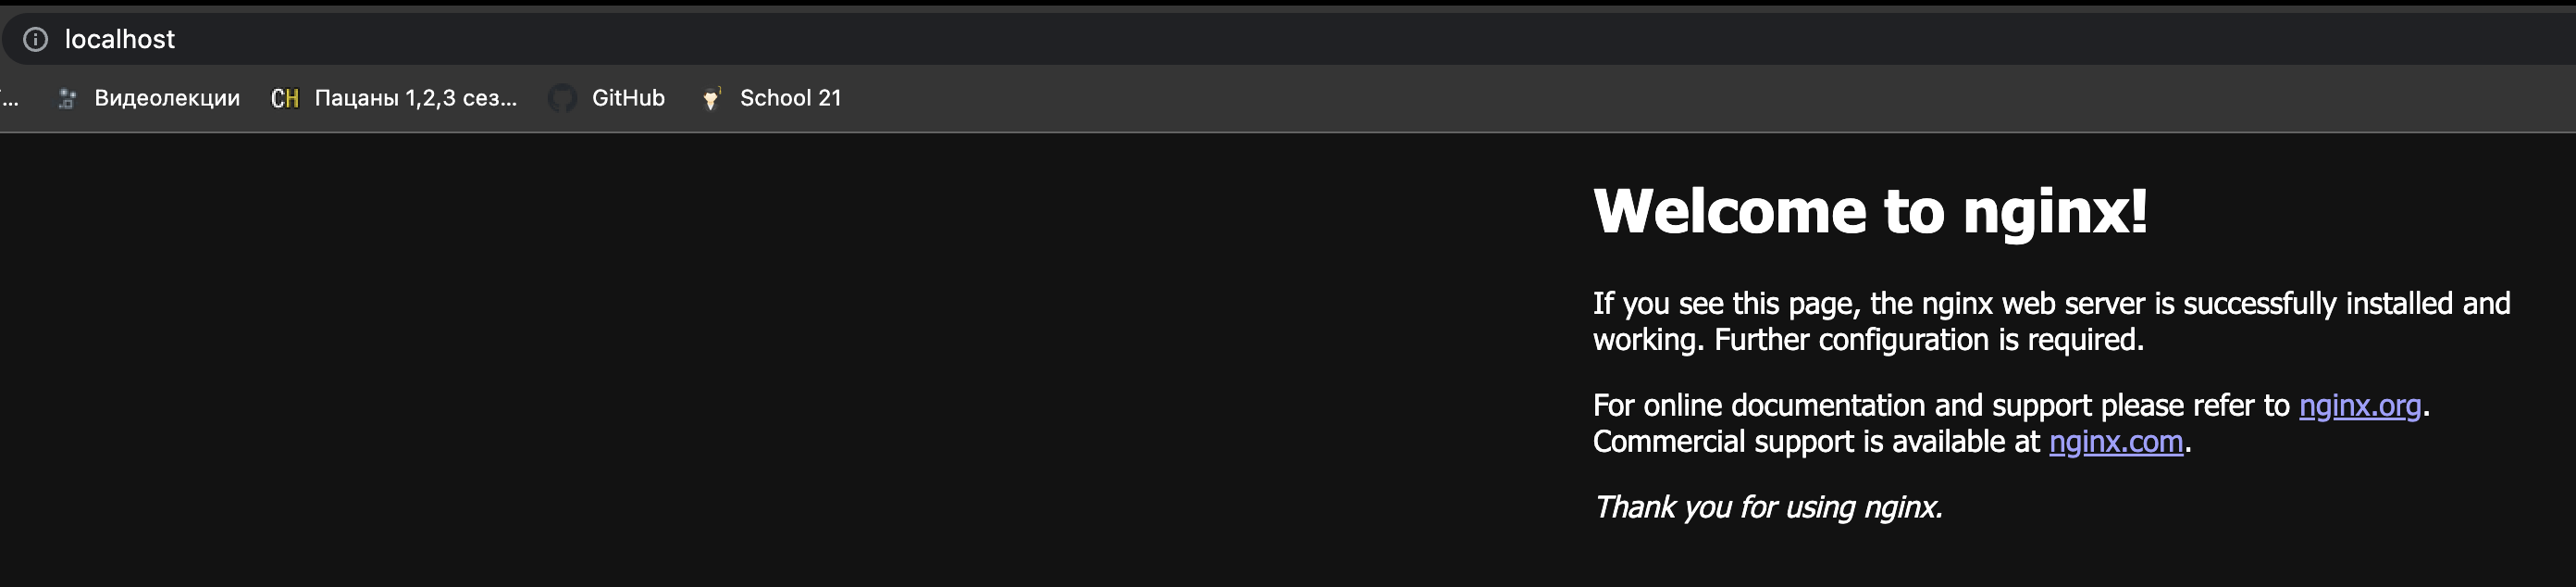 localhost
... Видеолекции CH Пацаны 1,2,3 сез... GitHub School 21
Welcome to nginx!
If you see this page, the nginx web server is successfully installed and
working. Further configuration is required.
For online documentation and support please refer to nginx.org.
Commercial support is available at nginx.com.
Thank you for using nginx.